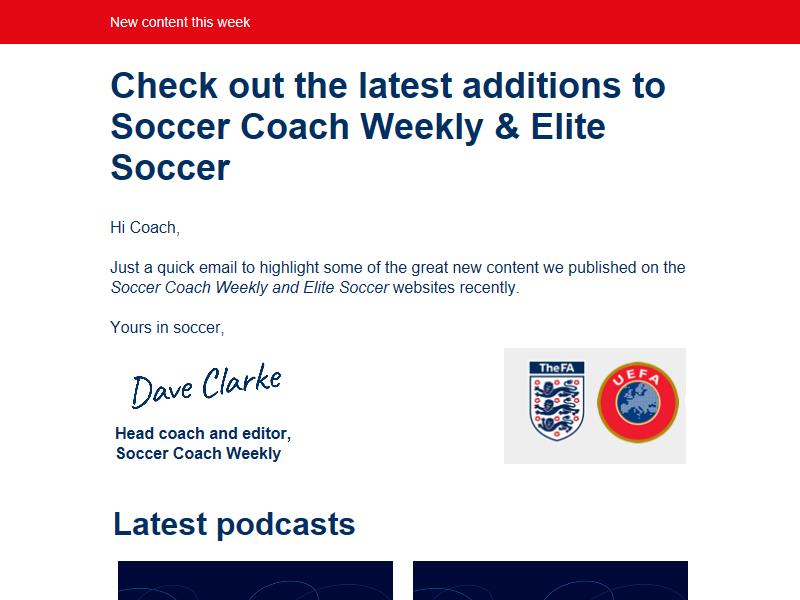 New content this week
Check out the latest additions to
Soccer Coach Weekly & Elite
Soccer
Hi Coach,
Just a quick email to highlight some of the great new content we published on the
Soccer Coach Weekly and Elite Soccer websites recently.
Yours in soccer,
Dave Clarke
Head coach and editor,
Soccer Coach Weekly
The FA
UEFA
Latest podcasts